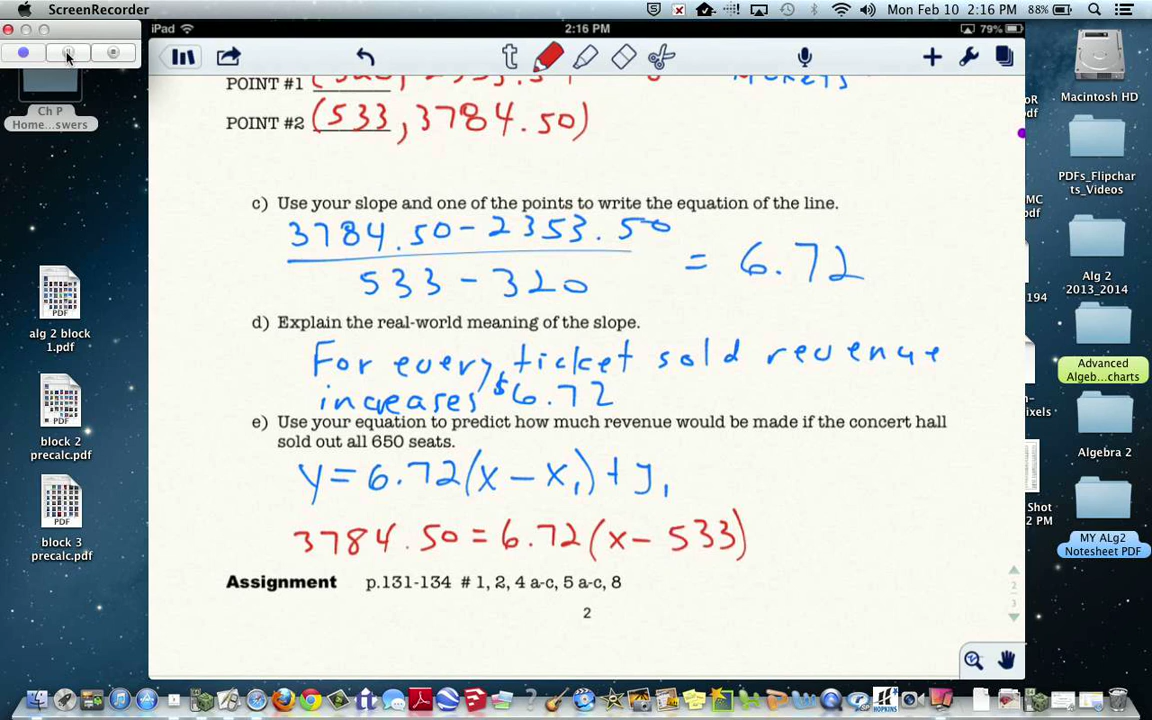 ScreenRecorder
Mon Feb 10 2:16 PM 88%
iPad 2:16 PM 79%
POINT #1
POINT #2 (533, 3784.50)
c) Use your slope and one of the points to write the equation of the line.
3784.50 - 2353.50
533 - 320
= 6.72
d) Explain the real-world meaning of the slope.
For every ticket sold revenue
increases $6.72
e) Use your equation to predict how much revenue would be made if the concert hall
sold out all 650 seats.
y = 6.72(x - x₁) + y₁
3784.50 = 6.72(x - 533)
Assignment p.131-134 # 1, 2, 4 a-c, 5 a-c, 8
2
Ch P
Home...swers
alg 2 block
1.pdf
block 2
precalc.pdf
block 3
precalc.pdf
Macintosh HD
PDFs_Flipchar
ts_Videos
Alg 2
2013_2014
Advanced
Algeb...charts
Algebra 2
MY ALg2
Notesheet PDF